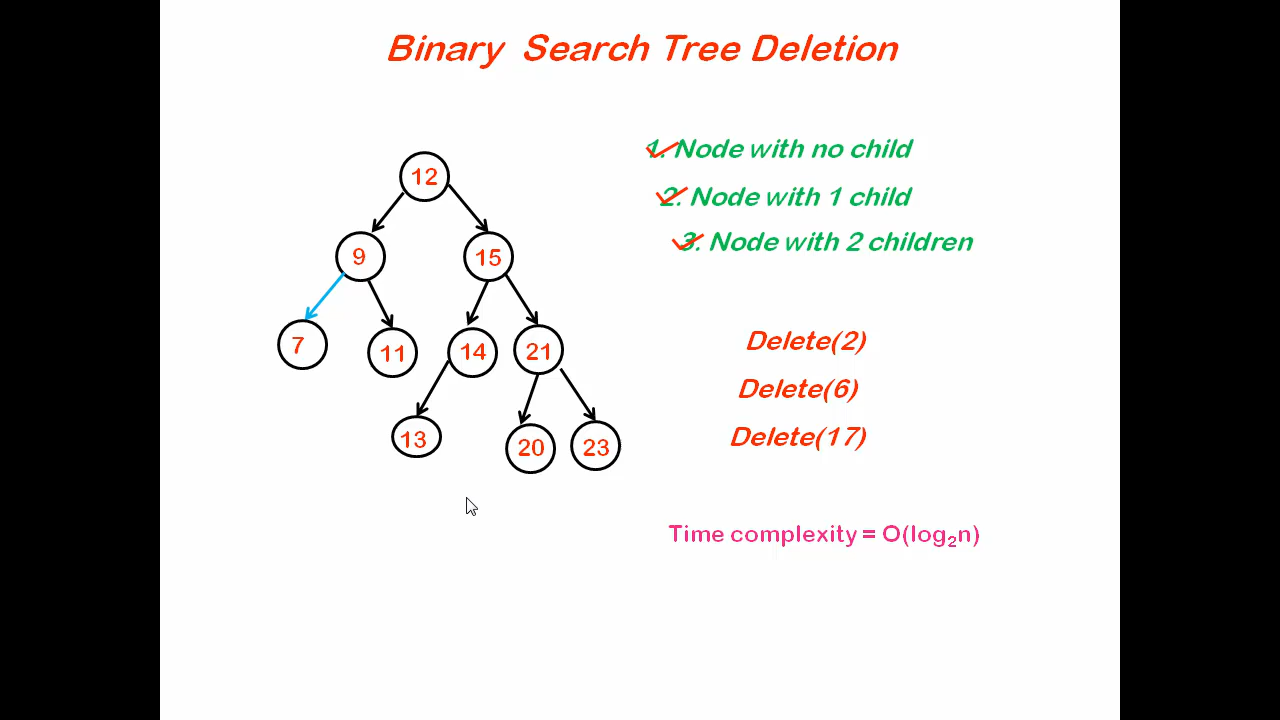 Binary Search Tree Deletion
1. Node with no child
2. Node with 1 child
3. Node with 2 children
12
9
15
7
11
14
21
13
20
23
Delete(2)
Delete(6)
Delete(17)
Time complexity = O(log₂n)